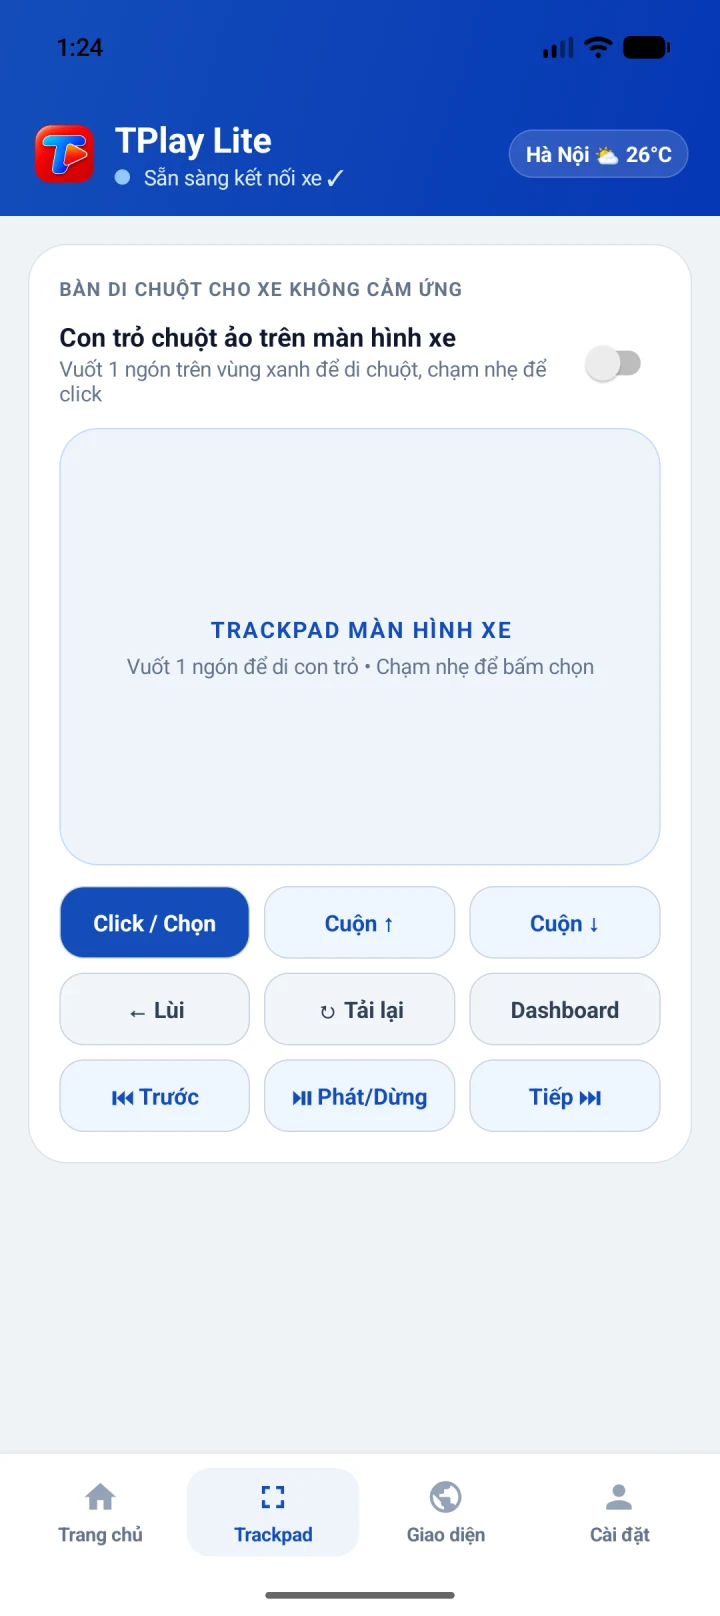 1:24
TPlay Lite
Sẵn sàng kết nối xe ✓
Hà Nội ⛅ 26°C
BÀN DI CHUỘT CHO XE KHÔNG CẢM ỨNG
Con trỏ chuột ảo trên màn hình xe
Vuốt 1 ngón trên vùng xanh để di chuột, chạm nhẹ để
click
TRACKPAD MÀN HÌNH XE
Vuốt 1 ngón để di con trỏ • Chạm nhẹ để bấm chọn
Click / Chọn
Cuộn ↑
Cuộn ↓
← Lùi
↻ Tải lại
Dashboard
⏮ Trước
⏯ Phát/Dừng
Tiếp ⏭
Trang chủ
Trackpad
Giao diện
Cài đặt